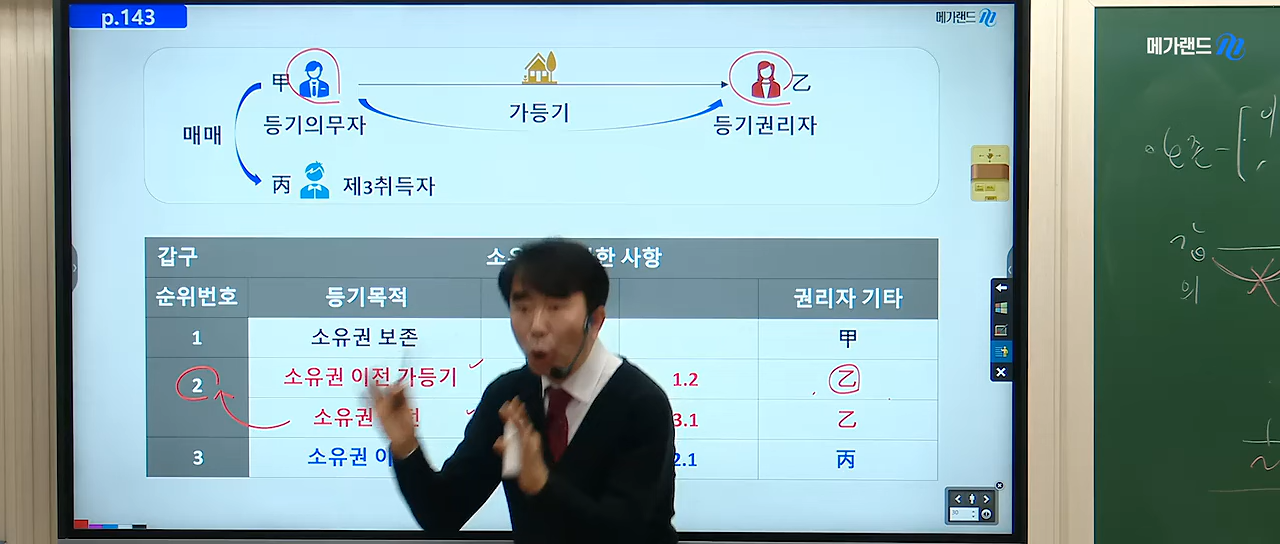 p.143
메가랜드
메가랜드
甲
乙
매매
등기의무자
가등기
등기권리자
丙
제3취득자
갑구
사항
순위번호
등기목적
권리자 기타
1
소유권 보존
甲
2
소유권 이전 가등기
1.2
乙
소유권
3.1
乙
3
소유권
2.1
丙